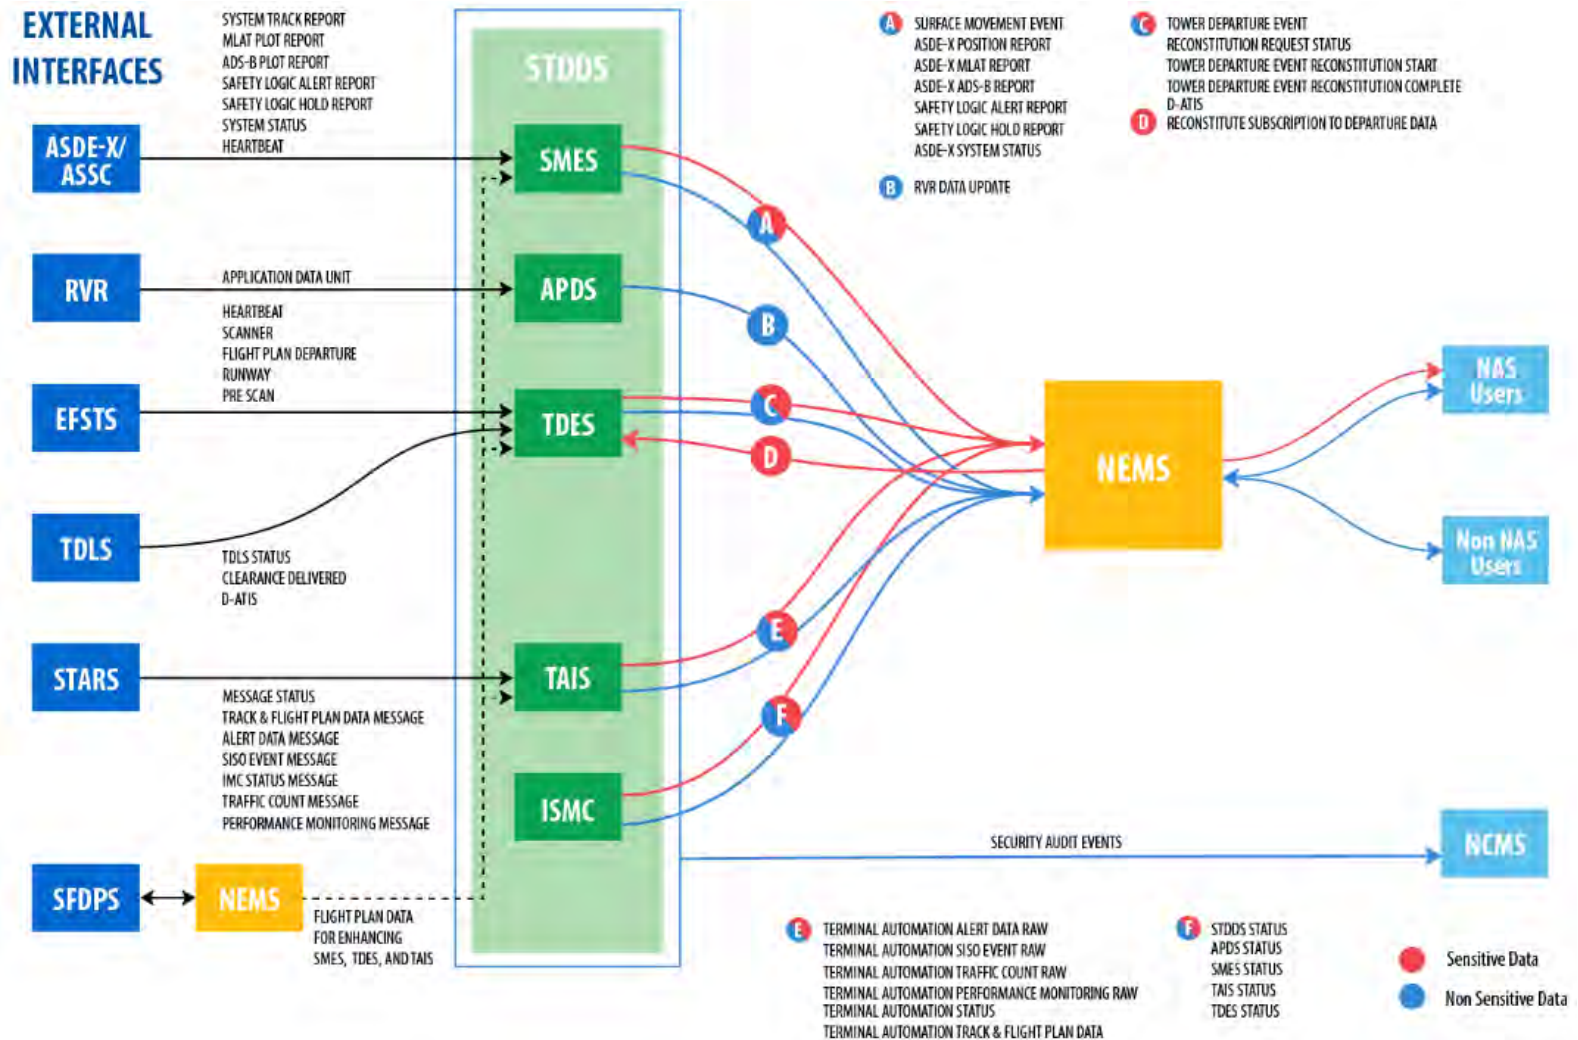 EXTERNAL
INTERFACES
SYSTEM TRACK REPORT
MLAT PLOT REPORT
ADS-B PLOT REPORT
SAFETY LOGIC ALERT REPORT
SAFETY LOGIC HOLD REPORT
SYSTEM STATUS
HEARTBEAT
ASDE-X/
ASSC
RVR
APPLICATION DATA UNIT
HEARTBEAT
SCANNER
FLIGHT PLAN DEPARTURE
RUNWAY
PRE SCAN
EFSTS
TDLS
TDLS STATUS
CLEARANCE DELIVERED
D-ATIS
STARS
MESSAGE STATUS
TRACK & FLIGHT PLAN DATA MESSAGE
ALERT DATA MESSAGE
SISO EVENT MESSAGE
IMC STATUS MESSAGE
TRAFFIC COUNT MESSAGE
PERFORMANCE MONITORING MESSAGE
SFDPS
NEMS
FLIGHT PLAN DATA
FOR ENHANCING
SMES, TDES, AND TAIS
STDDS
SMES
APDS
TDES
TAIS
ISMC
A
B
C
D
E
F
A SURFACE MOVEMENT EVENT
ASDE-X POSITION REPORT
ASDE-X MLAT REPORT
ASDE-X ADS-B REPORT
SAFETY LOGIC ALERT REPORT
SAFETY LOGIC HOLD REPORT
ASDE-X SYSTEM STATUS
B RVR DATA UPDATE
C TOWER DEPARTURE EVENT
RECONSTITUTION REQUEST STATUS
TOWER DEPARTURE EVENT RECONSTITUTION START
TOWER DEPARTURE EVENT RECONSTITUTION COMPLETE
D-ATIS
D RECONSTITUTE SUBSCRIPTION TO DEPARTURE DATA
NEMS
NAS
Users
Non NAS
Users
SECURITY AUDIT EVENTS
NCMS
E TERMINAL AUTOMATION ALERT DATA RAW
TERMINAL AUTOMATION SISO EVENT RAW
TERMINAL AUTOMATION TRAFFIC COUNT RAW
TERMINAL AUTOMATION PERFORMANCE MONITORING RAW
TERMINAL AUTOMATION STATUS
TERMINAL AUTOMATION TRACK & FLIGHT PLAN DATA
F STDDS STATUS
APDS STATUS
SMES STATUS
TAIS STATUS
TDES STATUS
Sensitive Data
Non Sensitive Data